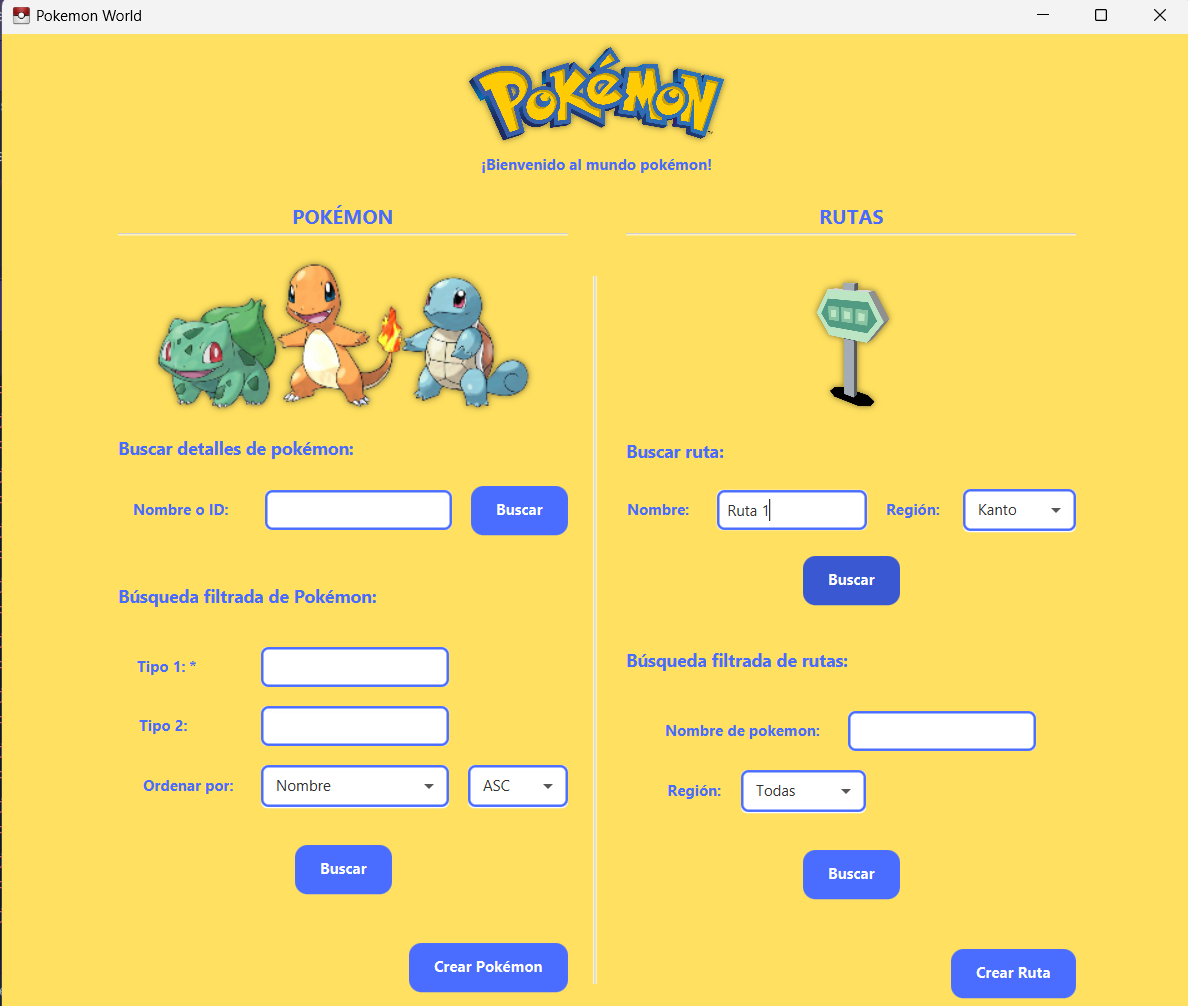 Pokemon World
POKéMON
¡Bienvenido al mundo pokémon!
POKÉMON
Buscar detalles de pokémon:
Nombre o ID:
Buscar
Búsqueda filtrada de Pokémon:
Tipo 1: *
Tipo 2:
Ordenar por:
Nombre
ASC
Buscar
Crear Pokémon
RUTAS
Buscar ruta:
Nombre:
Ruta 1
Región:
Kanto
Buscar
Búsqueda filtrada de rutas:
Nombre de pokemon:
Región:
Todas
Buscar
Crear Ruta